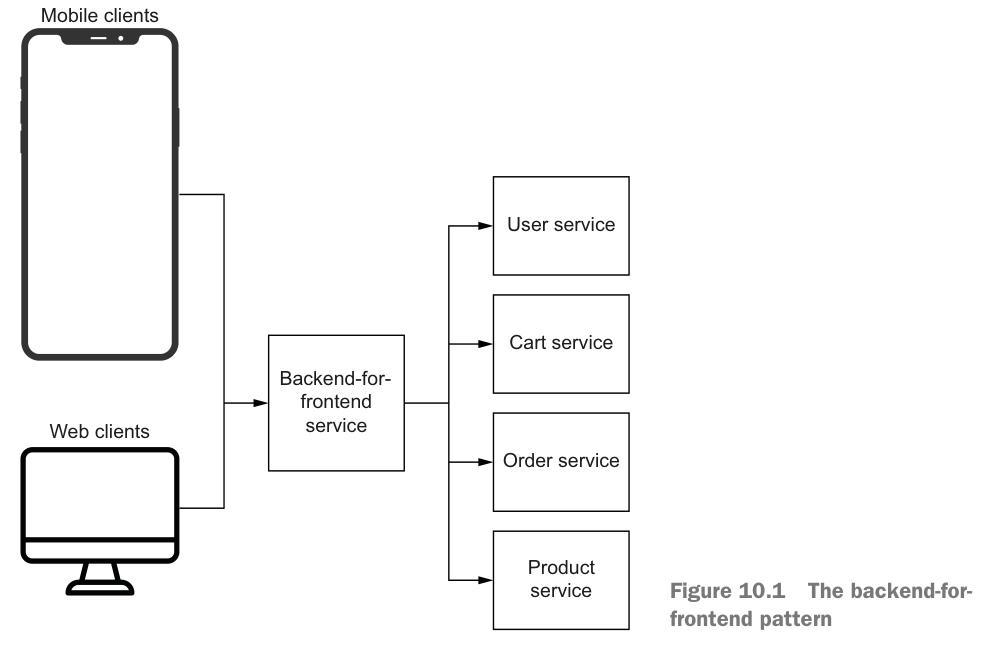 Mobile clients
User service
Cart service
Backend-for-
frontend
service
Web clients
Order service
Product
service
Figure 10.1 The backend-for-
frontend pattern